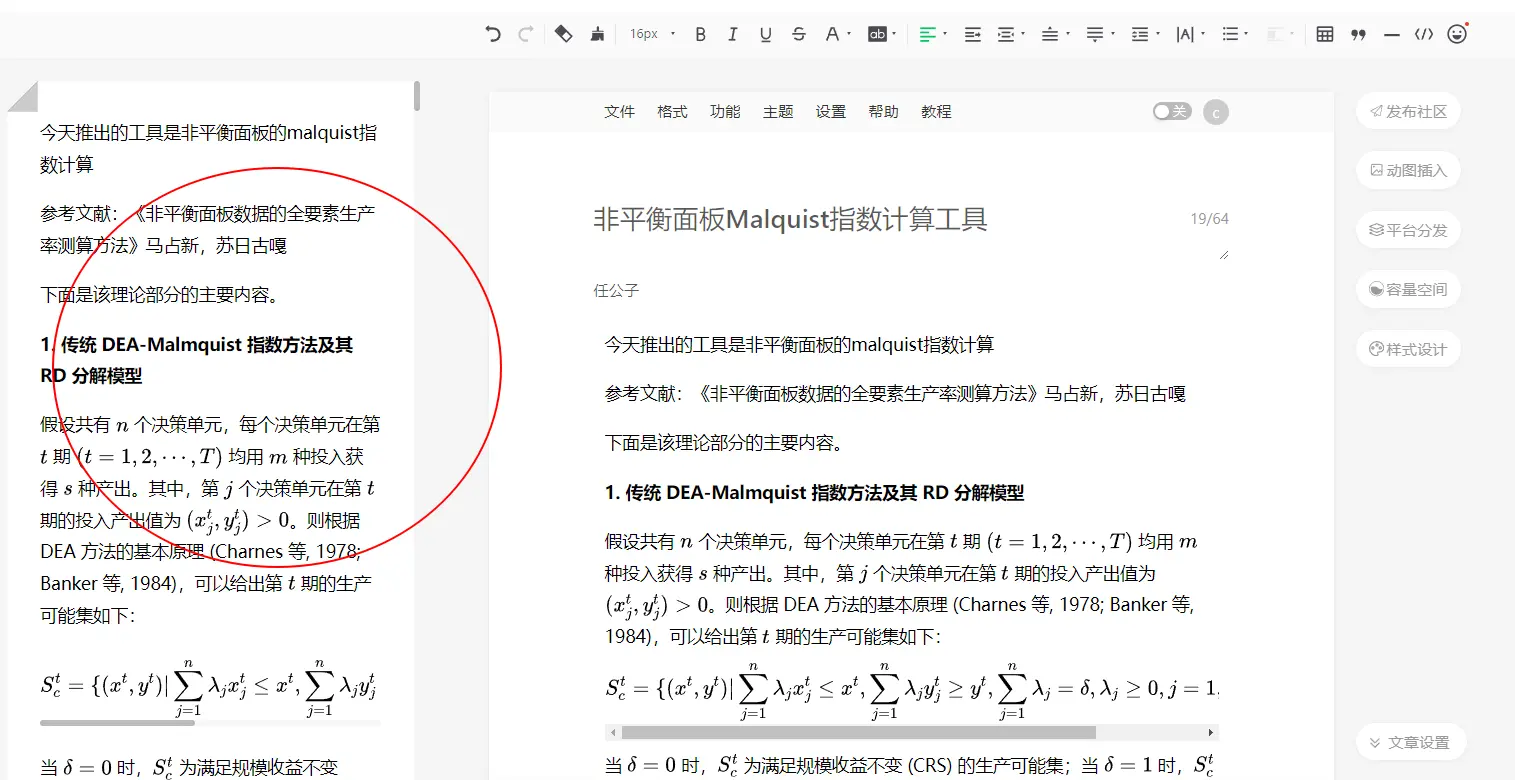 16px B I U S A ab |A| </>
今天推出的工具是非平衡面板的malquist指
数计算
参考文献：《非平衡面板数据的全要素生产
率测算方法》马占新，苏日古嘎
下面是该理论部分的主要内容。
1. 传统 DEA-Malmquist 指数方法及其
RD 分解模型
假设共有 n 个决策单元，每个决策单元在第
t 期 (t = 1, 2, ⋯, T) 均用 m 种投入获
得 s 种产出。其中，第 j 个决策单元在第 t
期的投入产出值为 (x_j^t, y_j^t) > 0。则根据
DEA 方法的基本原理 (Charnes 等, 1978;
Banker 等, 1984)，可以给出第 t 期的生产
可能集如下：
S_c^t = {(x^t, y^t)| ∑_{j=1}^n λ_j x_j^t ≤ x^t, ∑_{j=1}^n λ_j y_j^t
当 δ = 0 时，S_c^t 为满足规模收益不变
文件 格式 功能 主题 设置 帮助 教程 关 c
非平衡面板Malquist指数计算工具 19/64
任公子
今天推出的工具是非平衡面板的malquist指数计算
参考文献：《非平衡面板数据的全要素生产率测算方法》马占新，苏日古嘎
下面是该理论部分的主要内容。
1. 传统 DEA-Malmquist 指数方法及其 RD 分解模型
假设共有 n 个决策单元，每个决策单元在第 t 期 (t = 1, 2, ⋯, T) 均用 m
种投入获得 s 种产出。其中，第 j 个决策单元在第 t 期的投入产出值为
(x_j^t, y_j^t) > 0。则根据 DEA 方法的基本原理 (Charnes 等, 1978; Banker 等,
1984)，可以给出第 t 期的生产可能集如下：
S_c^t = {(x^t, y^t)| ∑_{j=1}^n λ_j x_j^t ≤ x^t, ∑_{j=1}^n λ_j y_j^t ≥ y^t, ∑_{j=1}^n λ_j = δ, λ_j ≥ 0, j = 1,
当 δ = 0 时，S_c^t 为满足规模收益不变 (CRS) 的生产可能集；当 δ = 1 时，S_c^t
发布社区
动图插入
平台分发
容量空间
样式设计
文章设置